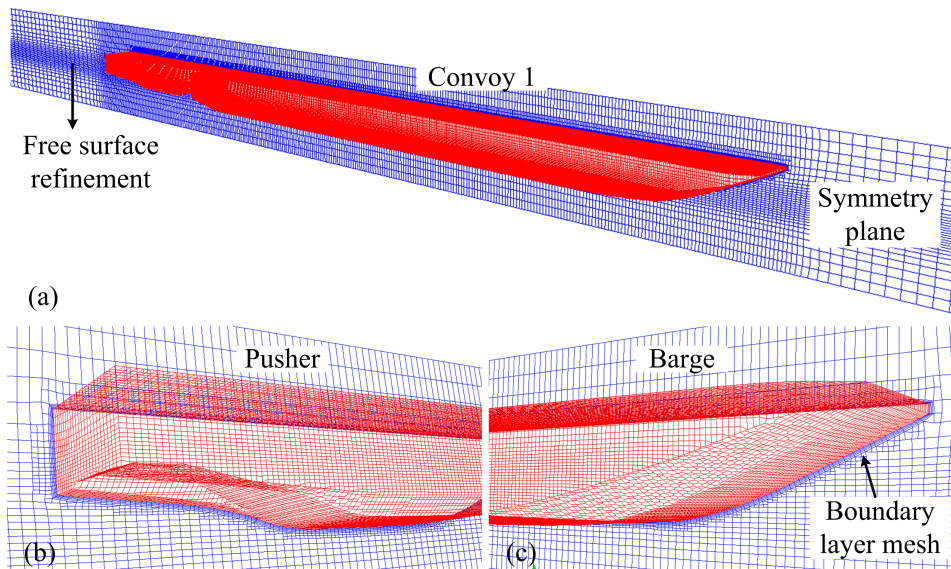 Convoy 1
Free surface
refinement
Symmetry
plane
(a)
Pusher
Barge
Boundary
layer mesh
(b)
(c)